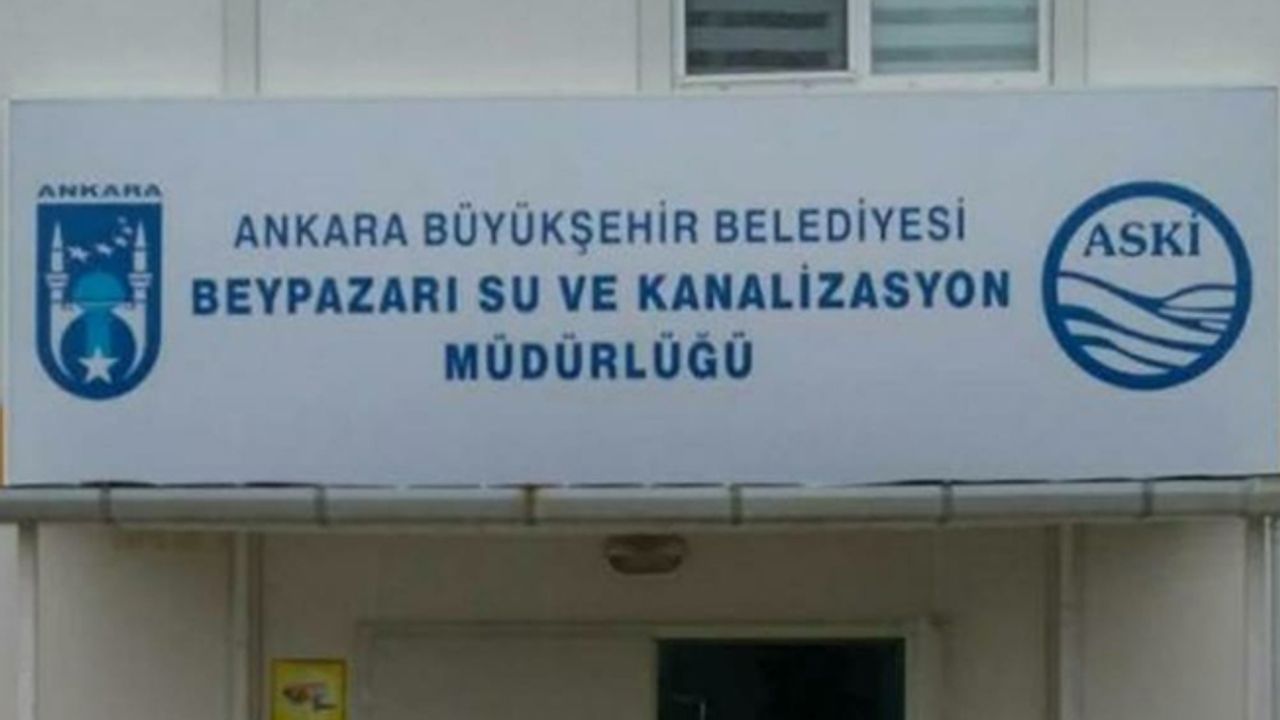 ANKARA
ANKARA BÜYÜKŞEHİR BELEDİYESİ
BEYPAZARI SU VE KANALİZASYON
MÜDÜRLÜĞÜ
ASKİ